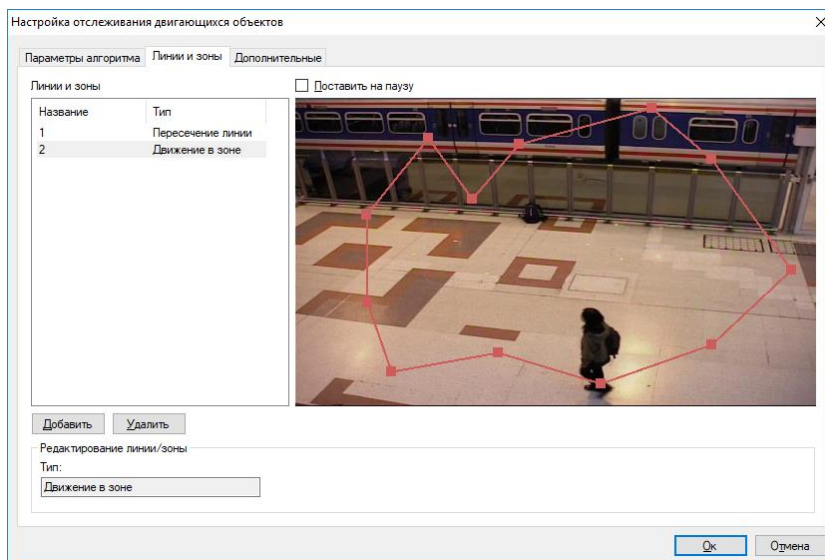 Настройка отслеживания двигающихся объектов
Параметры алгоритма Линии и зоны Дополнительные
Линии и зоны
Поставить на паузу
Название Тип
1 Пересечение линии
2 Движение в зоне
Добавить Удалить
Редактирование линии/зоны
Тип:
Движение в зоне
Ок Отмена